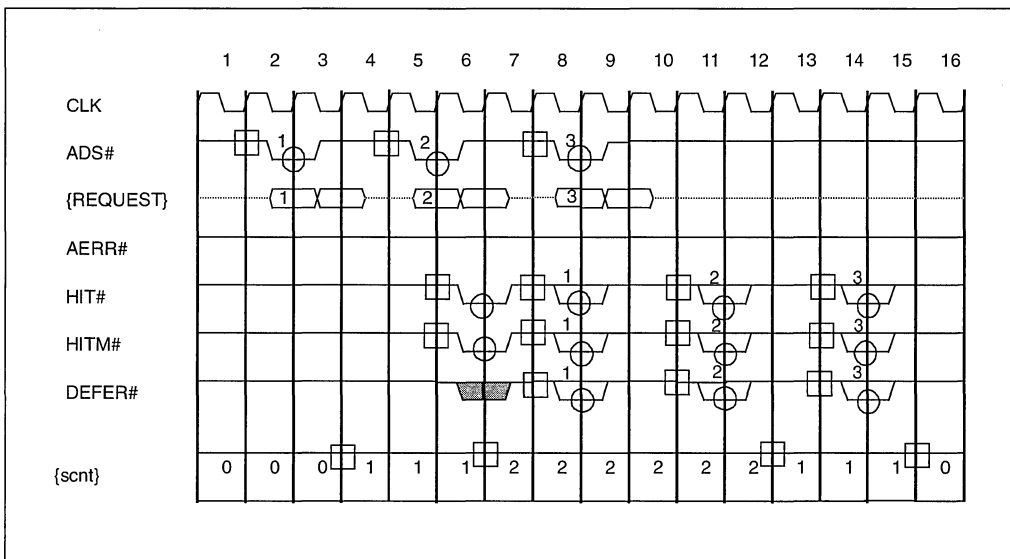 1 2 3 4 5 6 7 8 9 10 11 12 13 14 15 16
CLK
ADS# 1 2 3
{REQUEST} 1 2 3
AERR#
HIT# 1 2 3
HITM# 1 2 3
DEFER# 1 2 3
{scnt} 0 0 0 1 1 1 2 2 2 2 2 2 1 1 1 0